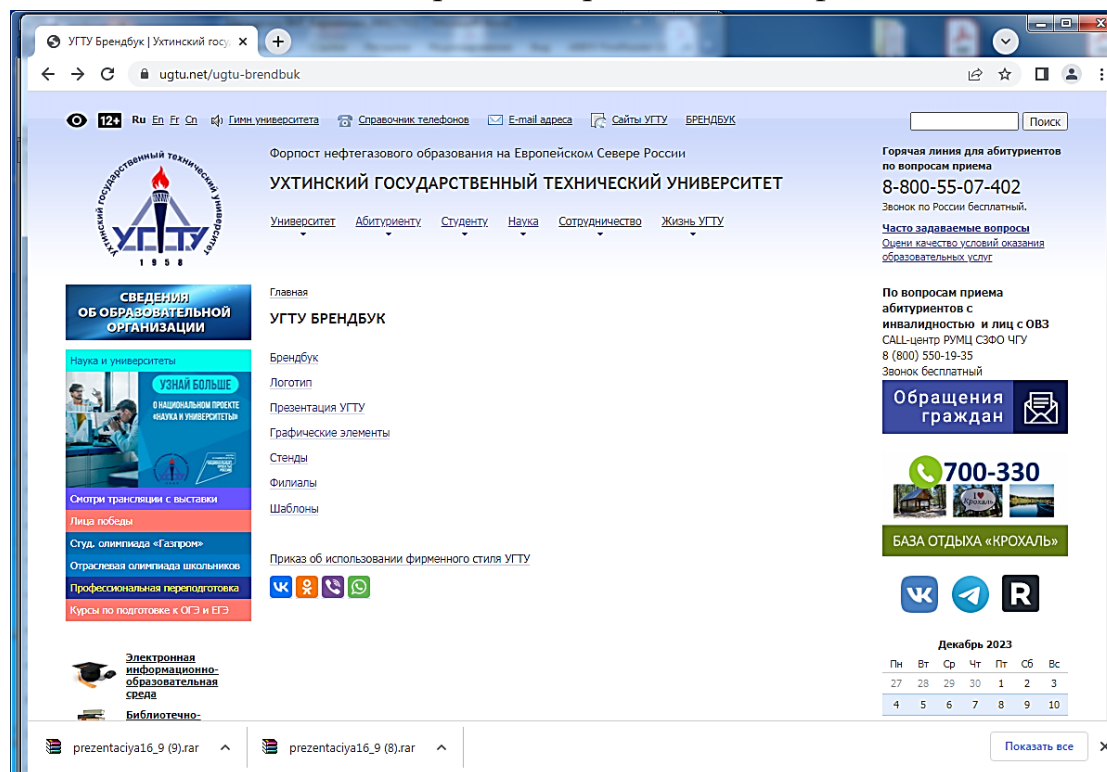 УГТУ Брендбук | Ухтинский госу
ugtu.net/ugtu-brendbuk
12+ Ru En Fr Cn Гимн университета Справочник телефонов E-mail адреса Сайты УГТУ БРЕНДБУК
Поиск
Ухтинский государственный технический университет
УГТУ
1958
Форпост нефтегазового образования на Европейском Севере России
УХТИНСКИЙ ГОСУДАРСТВЕННЫЙ ТЕХНИЧЕСКИЙ УНИВЕРСИТЕТ
Университет Абитуриенту Студенту Наука Сотрудничество Жизнь УГТУ
Горячая линия для абитуриентов
по вопросам приема
8-800-55-07-402
Звонок по России бесплатный.
Часто задаваемые вопросы
Оцени качество условий оказания
образовательных услуг
СВЕДЕНИЯ
ОБ ОБРАЗОВАТЕЛЬНОЙ
ОРГАНИЗАЦИИ
Наука и университеты
УЗНАЙ БОЛЬШЕ
О НАЦИОНАЛЬНОМ ПРОЕКТЕ
«НАУКА И УНИВЕРСИТЕТЫ»
Смотри трансляции с выставки
Лица победы
Студ. олимпиада «Газпром»
Отраслевая олимпиада школьников
Профессиональная переподготовка
Курсы по подготовке к ОГЭ и ЕГЭ
Электронная
информационно-
образовательная
среда
Библиотечно-
Главная
УГТУ БРЕНДБУК
Брендбук
Логотип
Презентация УГТУ
Графические элементы
Стенды
Филиалы
Шаблоны
Приказ об использовании фирменного стиля УГТУ
По вопросам приема
абитуриентов с
инвалидностью и лиц с ОВЗ
CALL-центр РУМЦ СЗФО ЧГУ
8 (800) 550-19-35
Звонок бесплатный
Обращения
граждан
700-330
I
Крохаль
БАЗА ОТДЫХА «КРОХАЛЬ»
Декабрь 2023
Пн Вт Ср Чт Пт Сб Вс
27 28 29 30 1 2 3
4 5 6 7 8 9 10
prezentaciya16_9 (9).rar
prezentaciya16_9 (8).rar
Показать все